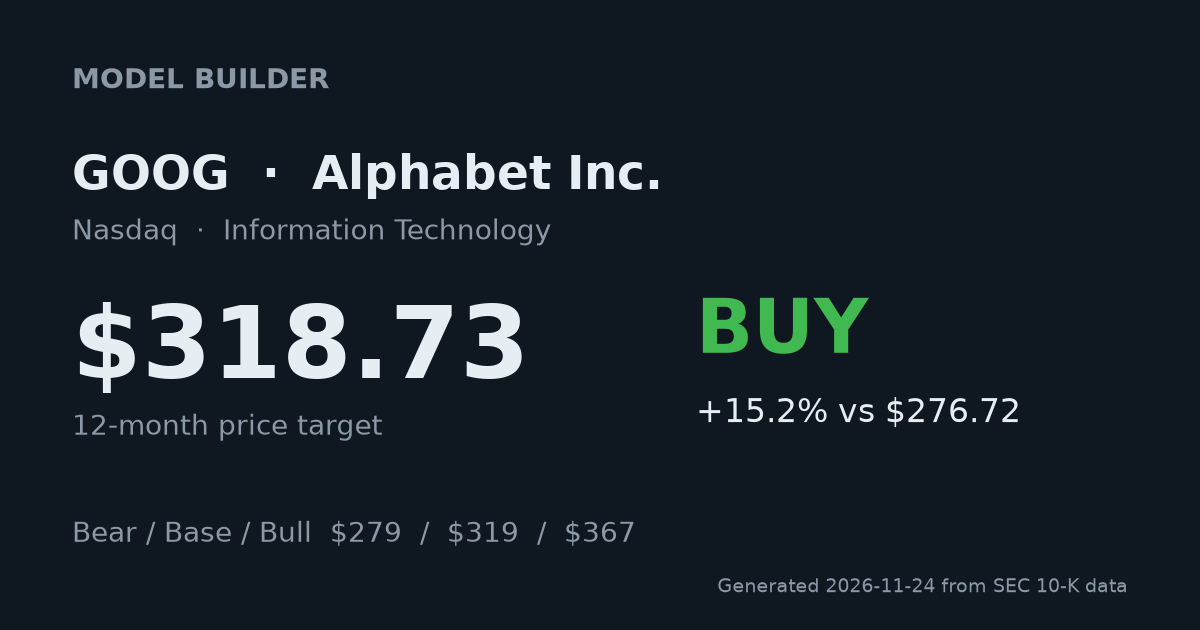 MODEL BUILDER
GOOG · Alphabet Inc.
Nasdaq · Information Technology
$318.73
BUY
+15.2% vs $276.72
12-month price target
Bear / Base / Bull $279 / $319 / $367
Generated 2026-11-24 from SEC 10-K data